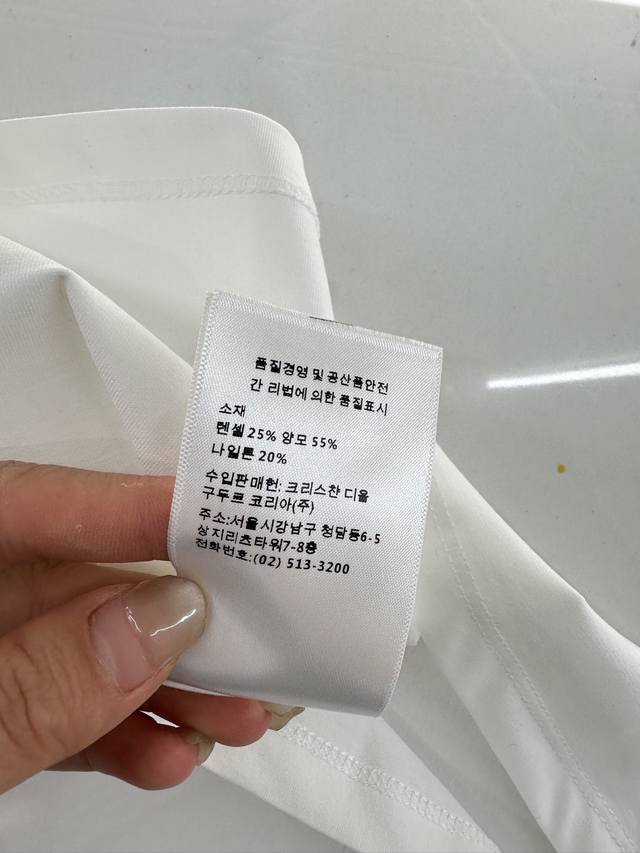 품질경영 및 공산품안전
간 리법에 의한 품질표시
소재
텐셀 25% 양모 55%
나일론 20%
수입판매헌: 크리스챤 디올
구두르 코리아(주)
주소:서울시강남구 청담동6-5
상지리츠타워7-8층
전화번호:(02) 513-3200